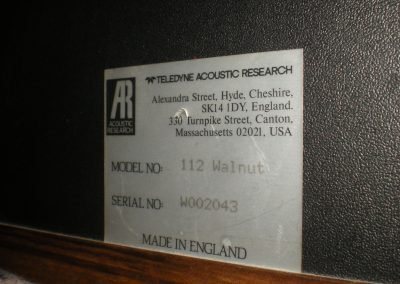 AR
ACOUSTIC
RESEARCH
TELEDYNE ACOUSTIC RESEARCH
Alexandra Street, Hyde, Cheshire,
SK14 1DY, England.
330 Turnpike Street, Canton,
Massachusetts 02021, USA
MODEL NO: 112 Walnut
SERIAL NO: W002043
MADE IN ENGLAND